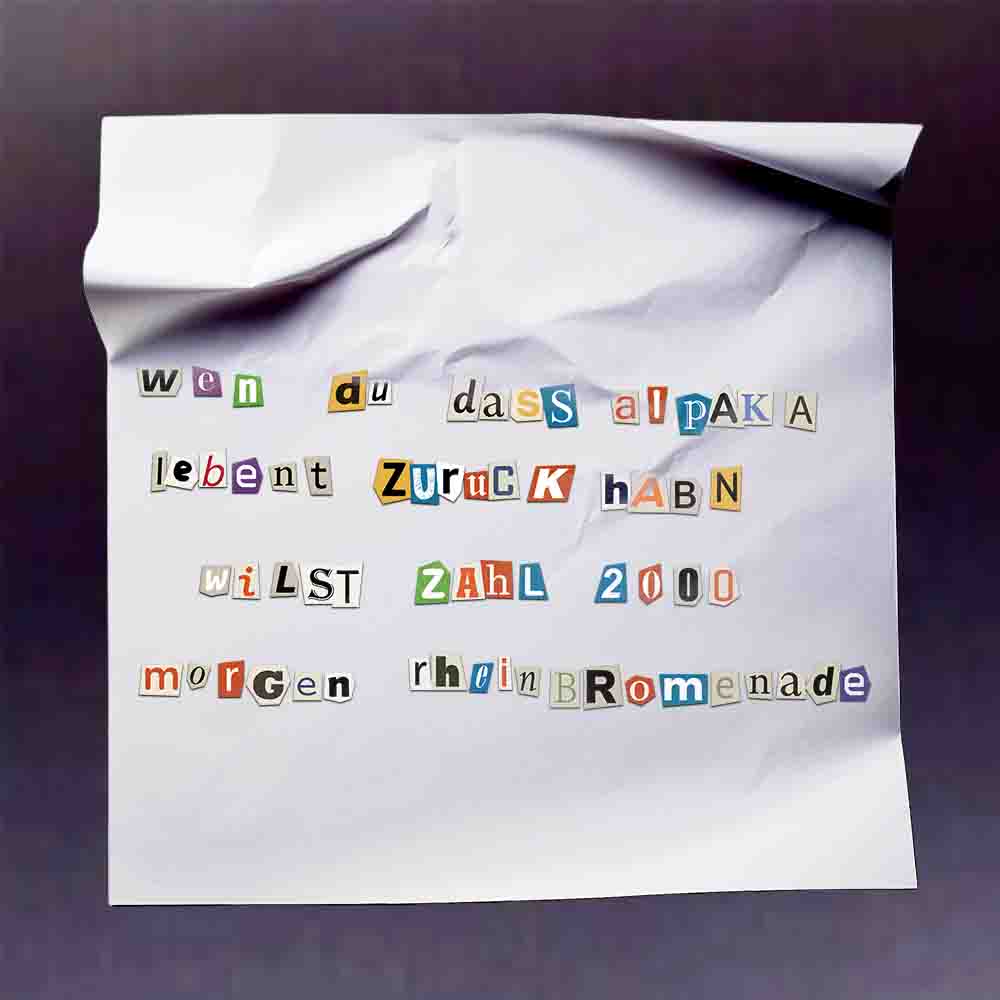 wen du dass alpAKA
lebent ZURuCK hABN
wiLST ZAhL 2000
morGen rheinBRomenade